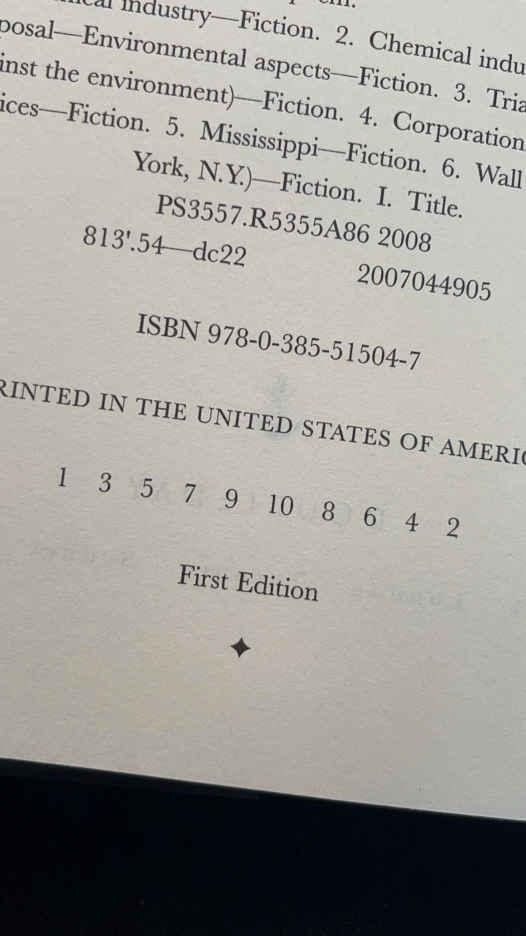 industry—Fiction. 2. Chemical indu
posal—Environmental aspects—Fiction. 3. Tria
inst the environment)—Fiction. 4. Corporation
ices—Fiction. 5. Mississippi—Fiction. 6. Wall
York, N.Y.)—Fiction. I. Title.
PS3557.R5355A86 2008
813'.54—dc22 2007044905
ISBN 978-0-385-51504-7
RINTED IN THE UNITED STATES OF AMERIC
1 3 5 7 9 10 8 6 4 2
First Edition